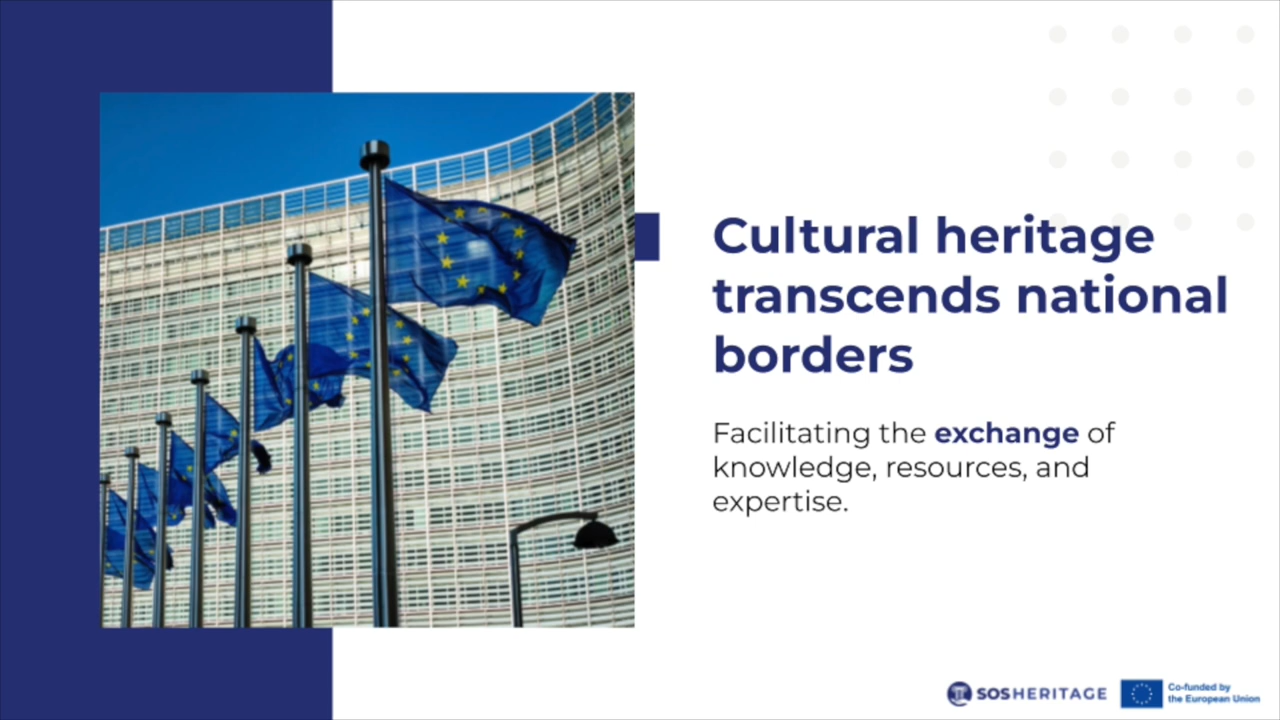 Cultural heritage
transcends national
borders
Facilitating the exchange of
knowledge, resources, and
expertise.
SOSHERITAGE
Co-funded by
the European Union